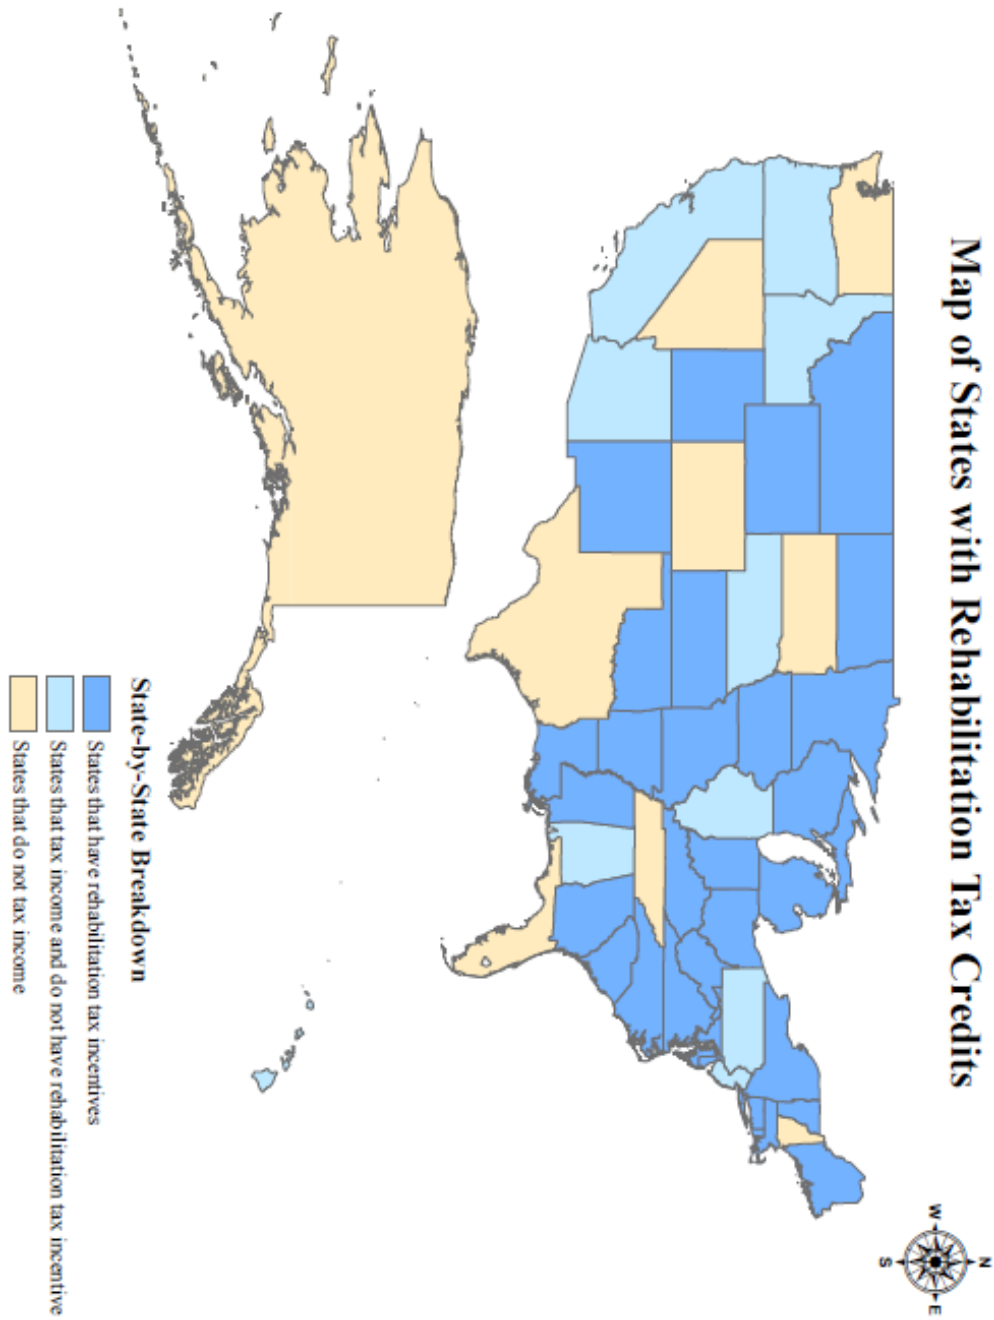 Map of States with Rehabilitation Tax Credits
N
W
E
S
State-by-State Breakdown
States that have rehabilitation tax incentives
States that tax income and do not have rehabilitation tax incentive
States that do not tax income